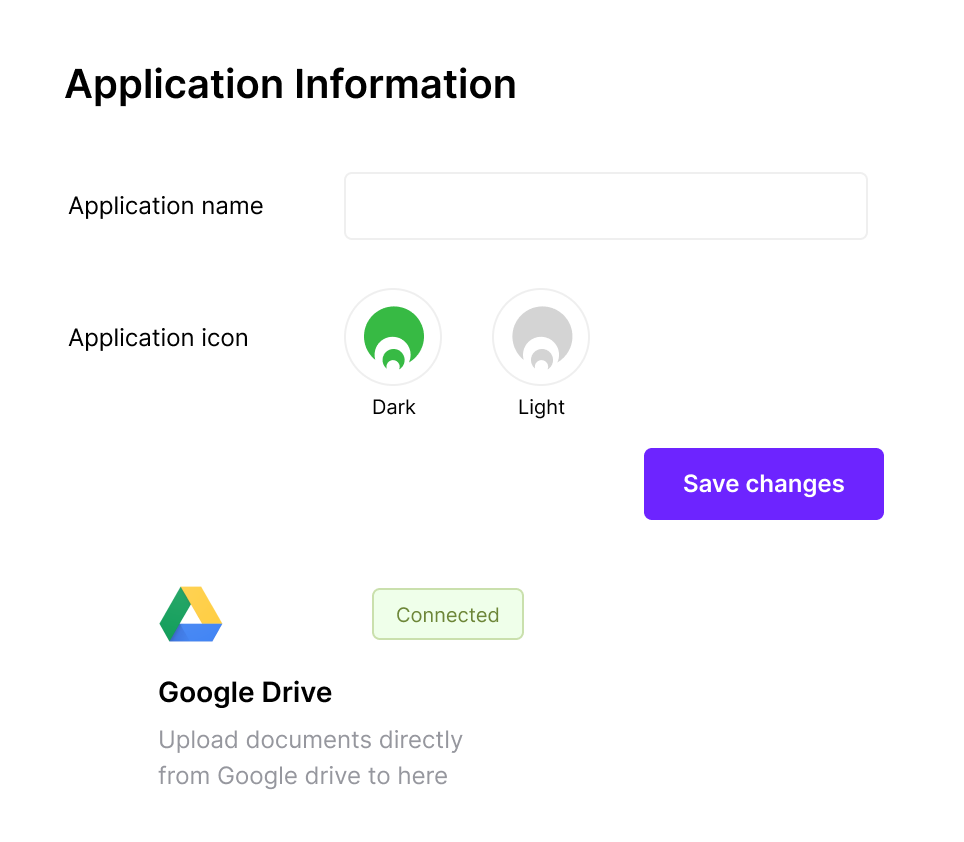 Application Information
Application name
Application icon
Dark
Light
Save changes
Connected
Google Drive
Upload documents directly
from Google drive to here